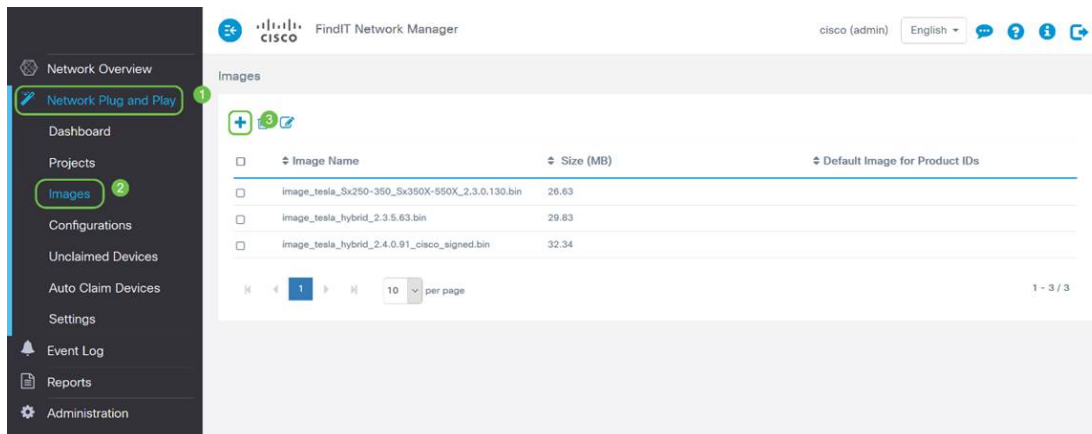 CISCO FindIT Network Manager
cisco (admin) English
Network Overview
Network Plug and Play 1
Dashboard
Projects
Images 2
Configurations
Unclaimed Devices
Auto Claim Devices
Settings
Event Log
Reports
Administration
Images
+ 3
Image Name Size (MB) Default Image for Product IDs
image_tesla_Sx250-350_Sx350X-550X_2.3.0.130.bin 26.63
image_tesla_hybrid_2.3.5.63.bin 29.83
image_tesla_hybrid_2.4.0.91_cisco_signed.bin 32.34
1 10 per page 1 - 3 / 3